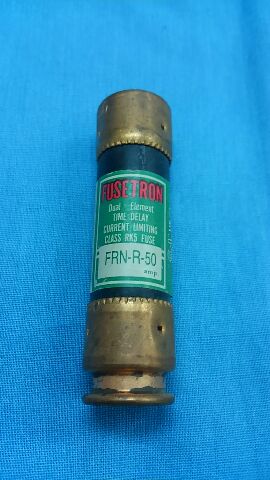 FUSETRON
Dual - Element
TIME DELAY
CURRENT LIMITING
CLASS RK5 FUSE
FRN-R-50
amp